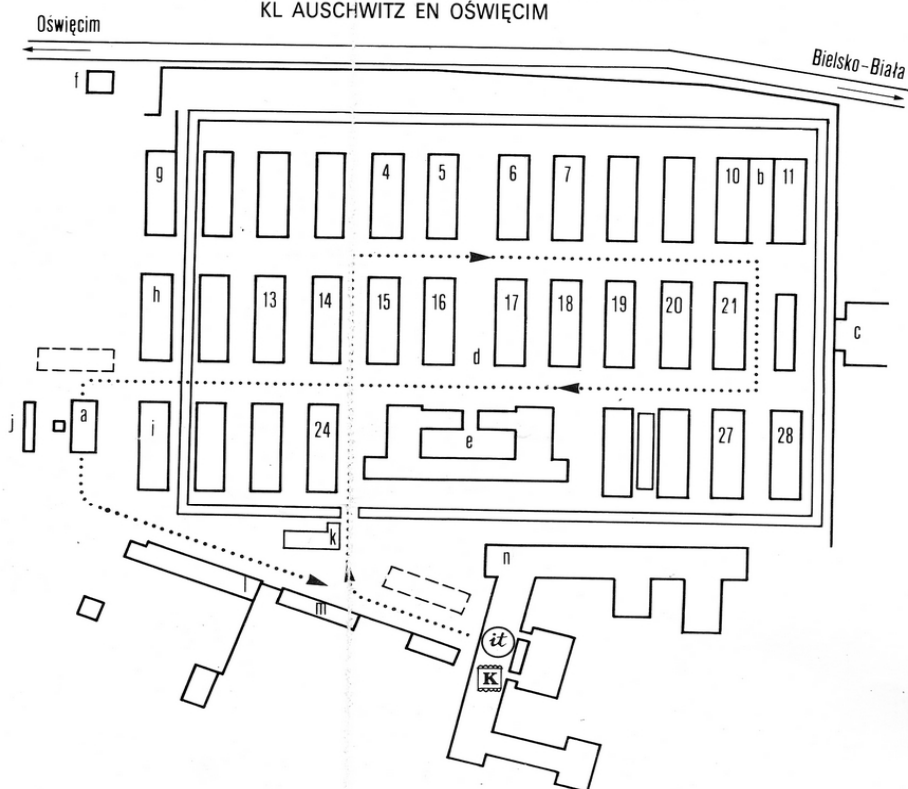 KL AUSCHWITZ EN OŚWIĘCIM
Oświęcim
Bielsko-Biała
f
g
4
5
6
7
10
b
11
h
13
14
15
16
17
18
19
20
21
c
d
j
a
i
24
e
27
28
k
n
l
m
it
K